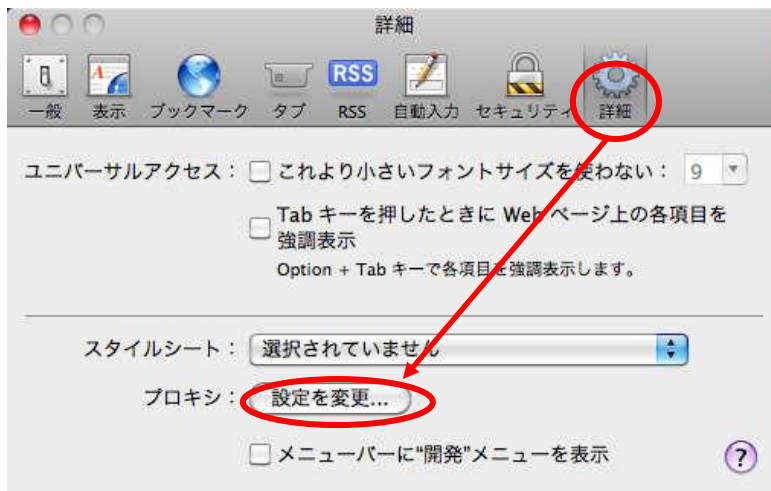 詳細
RSS
一般 表示 ブックマーク タブ RSS 自動入力 セキュリティ 詳細
ユニバーサルアクセス： これより小さいフォントサイズを使わない： 9
Tab キーを押したときに Web ページ上の各項目を
強調表示
Option + Tab キーで各項目を強調表示します。
スタイルシート： 選択されていません
プロキシ： 設定を変更...
メニューバーに“開発”メニューを表示
?